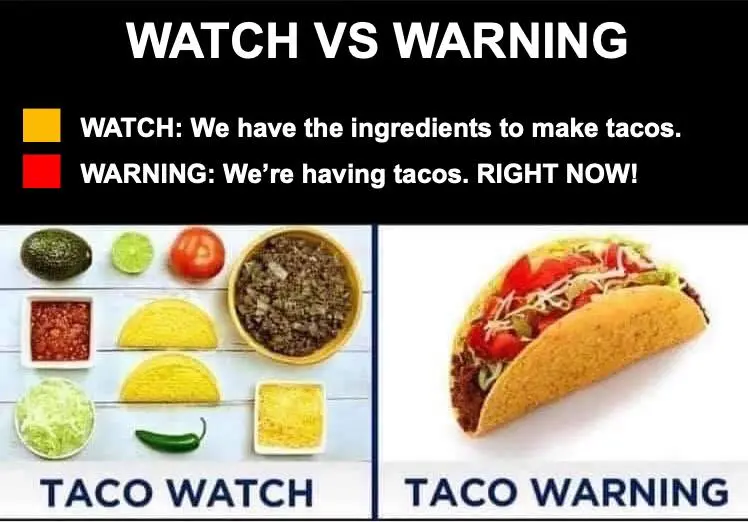 WATCH VS WARNING
WATCH: We have the ingredients to make tacos.
WARNING: We’re having tacos. RIGHT NOW!
TACO WATCH
TACO WARNING